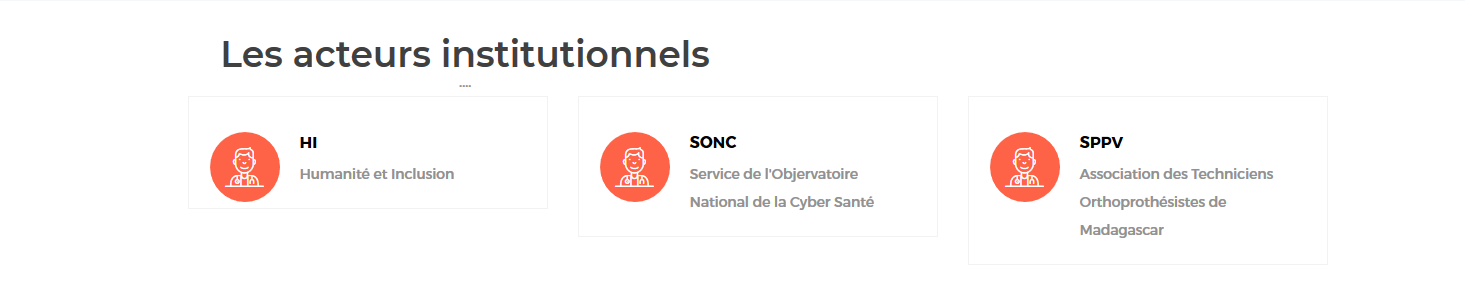 Les acteurs institutionnels
....
HI
Humanité et Inclusion
SONC
Service de l'Objervatoire
National de la Cyber Santé
SPPV
Association des Techniciens
Orthoprothésistes de
Madagascar